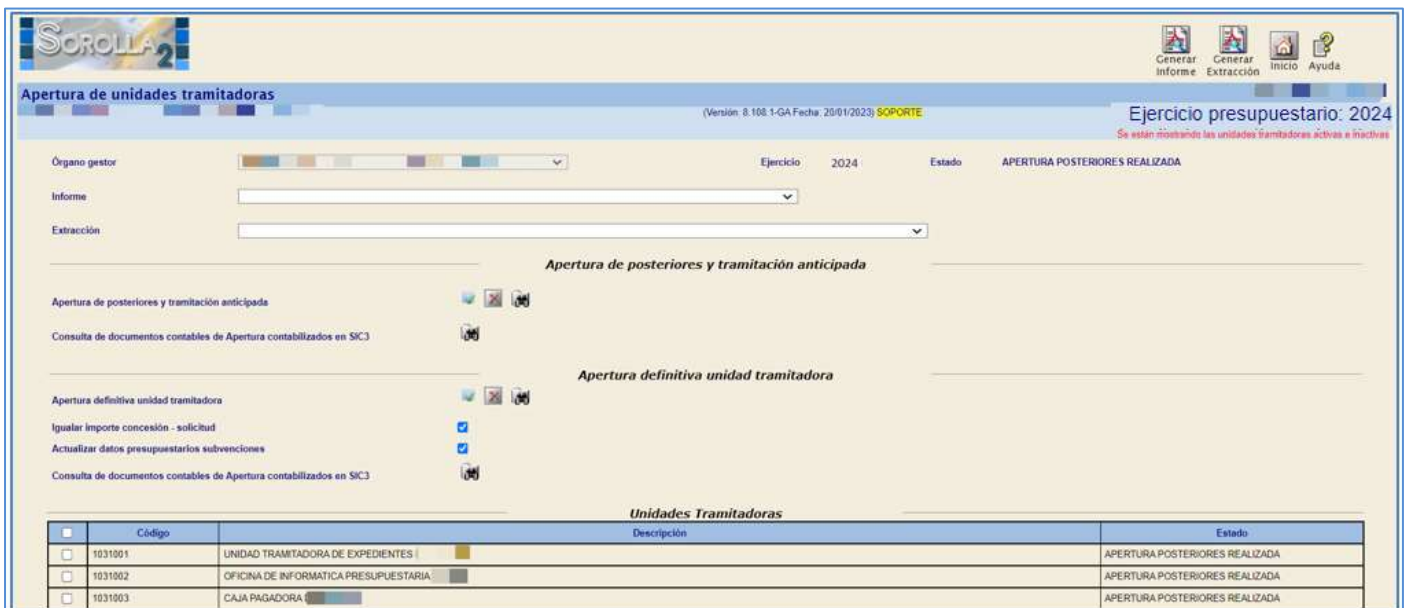 SOROLLA2
Generar Informe
Generar Extracción
Inicio
Ayuda
Apertura de unidades tramitadoras
(Versión: 8.108.1-GA Fecha: 20/01/2023) SOPORTE
Ejercicio presupuestario: 2024
Se están mostrando las unidades tramitadoras activas e inactivas
Órgano gestor
Ejercicio 2024 Estado APERTURA POSTERIORES REALIZADA
Informe
Extracción
Apertura de posteriores y tramitación anticipada
Apertura de posteriores y tramitación anticipada
Consulta de documentos contables de Apertura contabilizados en SIC3
Apertura definitiva unidad tramitadora
Apertura definitiva unidad tramitadora
Igualar importe concesión - solicitud
Actualizar datos presupuestarios subvenciones
Consulta de documentos contables de Apertura contabilizados en SIC3
Unidades Tramitadoras
Código Descripción Estado
1031001 UNIDAD TRAMITADORA DE EXPEDIENTES APERTURA POSTERIORES REALIZADA
1031002 OFICINA DE INFORMATICA PRESUPUESTARIA APERTURA POSTERIORES REALIZADA
1031003 CAJA PAGADORA APERTURA POSTERIORES REALIZADA